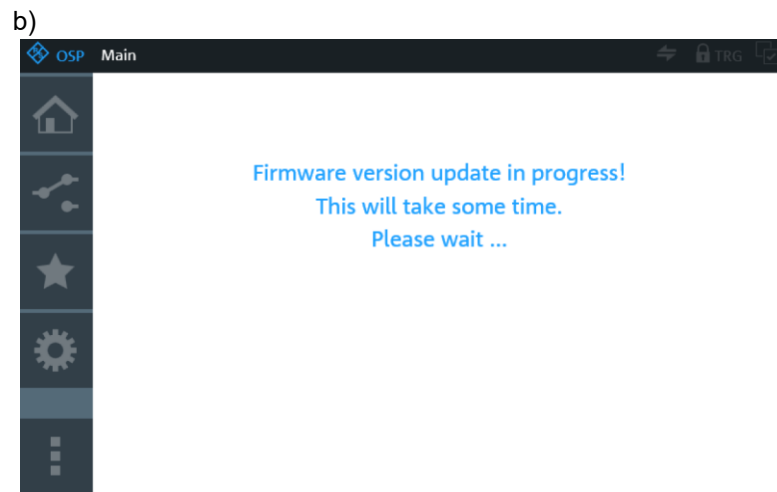 b)
OSP Main TRG
Firmware version update in progress!
This will take some time.
Please wait ...